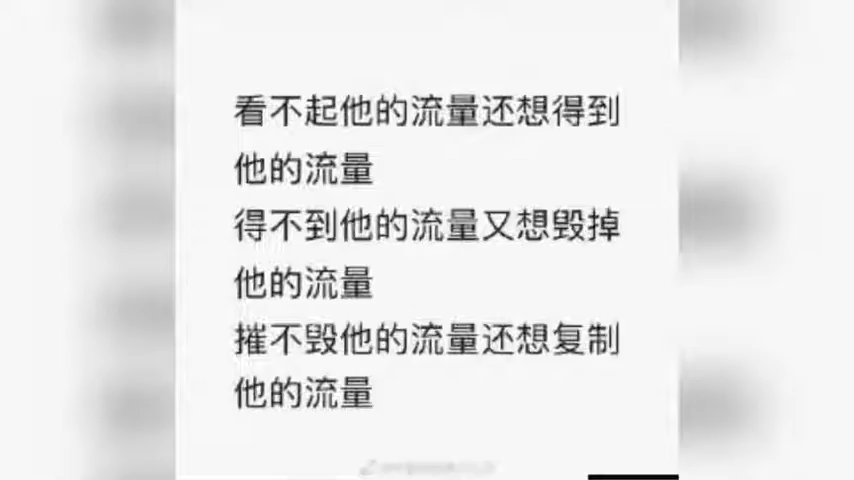 看不起他的流量还想得到
他的流量
得不到他的流量又想毁掉
他的流量
摧不毁他的流量还想复制
他的流量